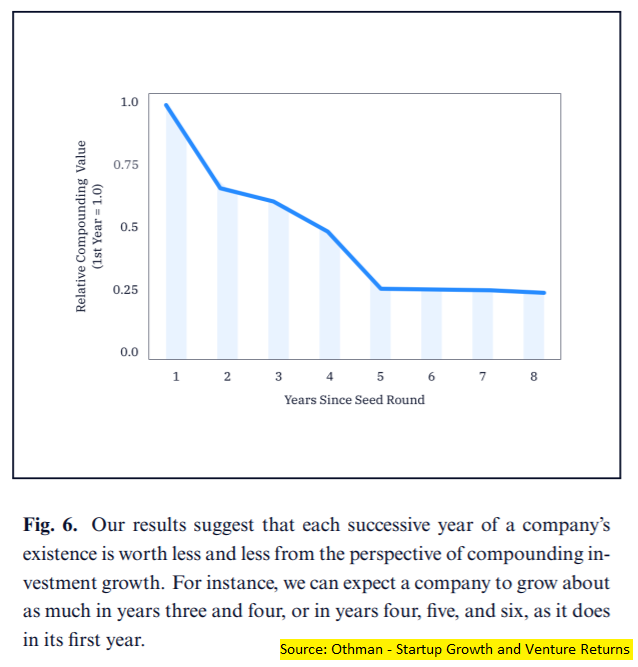 1.0
0.75
0.5
0.25
0.0
Relative Compounding Value
(1st Year = 1.0)
1 2 3 4 5 6 7 8
Years Since Seed Round
Fig. 6. Our results suggest that each successive year of a company's
existence is worth less and less from the perspective of compounding in-
vestment growth. For instance, we can expect a company to grow about
as much in years three and four, or in years four, five, and six, as it does
in its first year.
Source: Othman - Startup Growth and Venture Returns